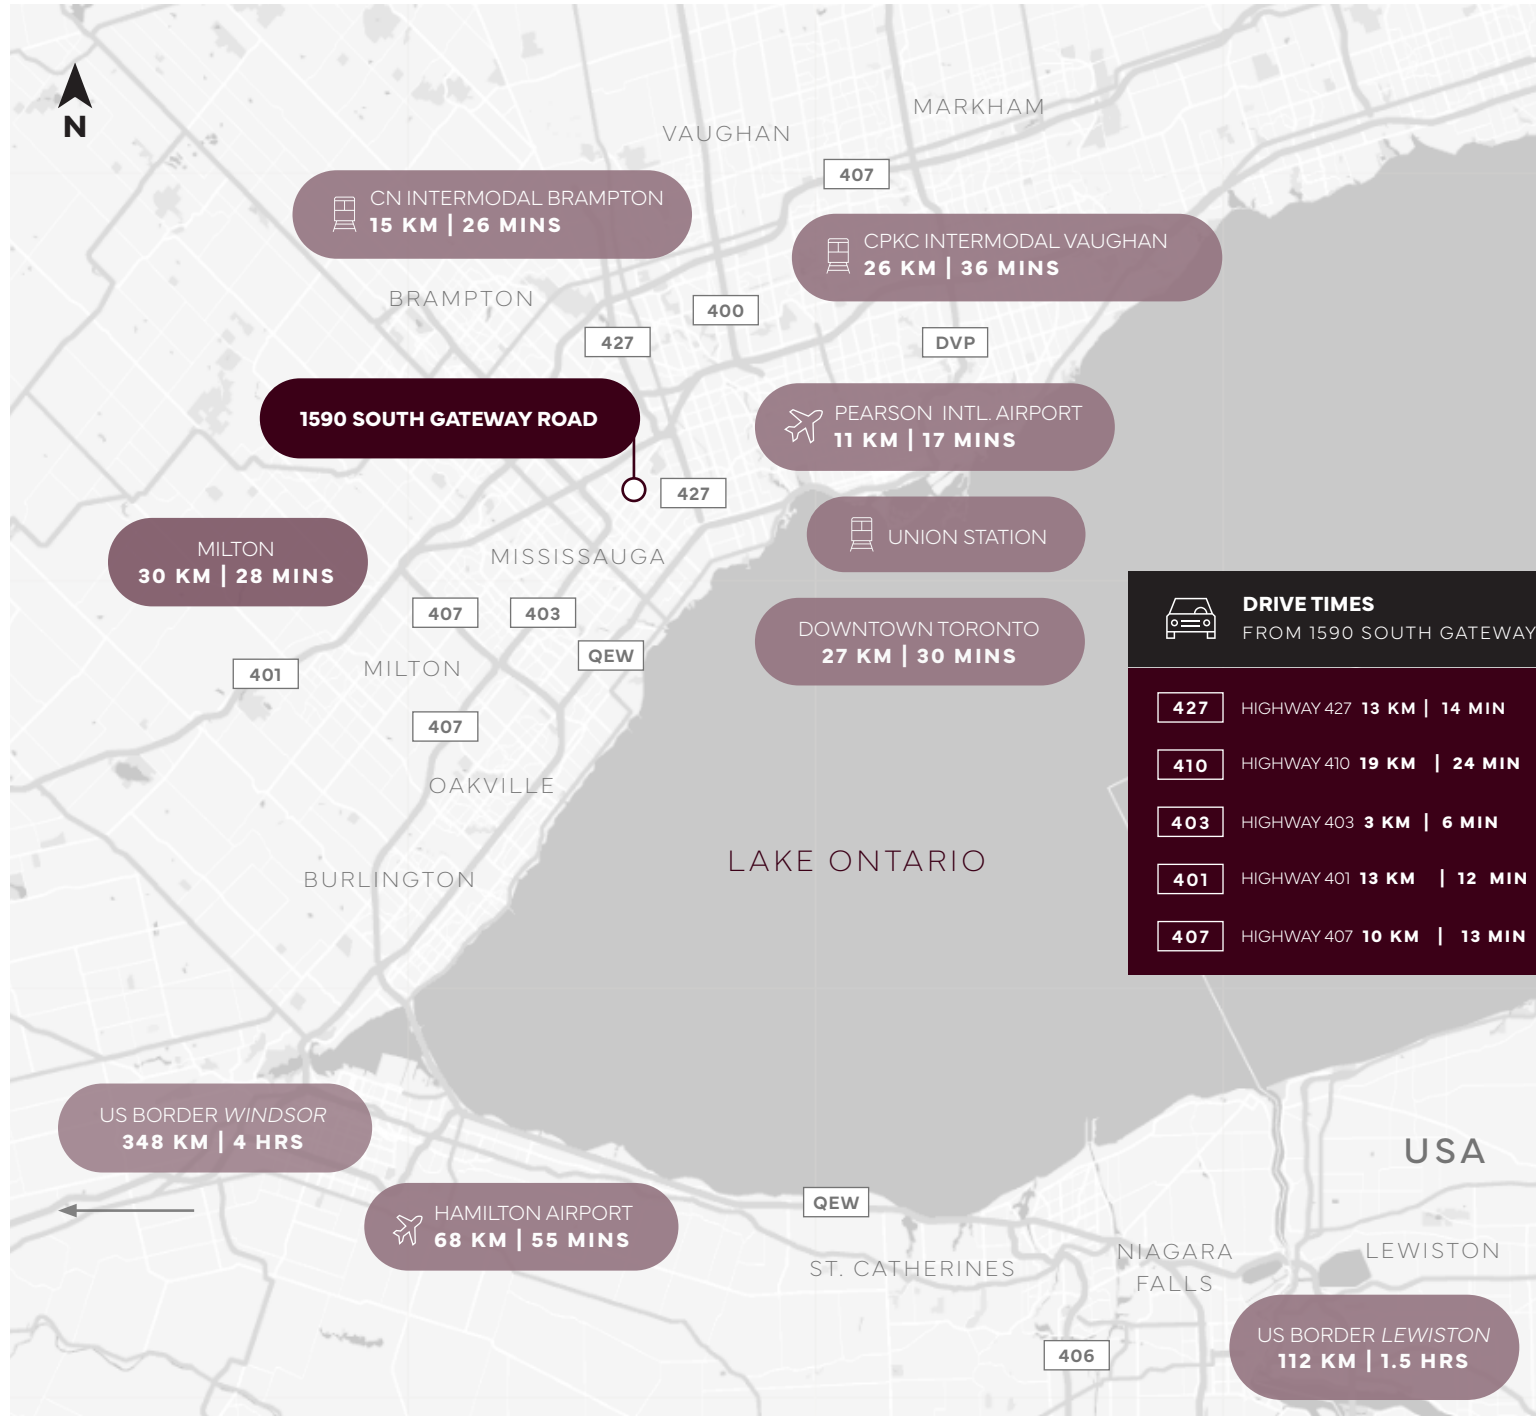 N
MARKHAM
VAUGHAN
407
CN INTERMODAL BRAMPTON
15 KM | 26 MINS
CPKC INTERMODAL VAUGHAN
26 KM | 36 MINS
BRAMPTON
400
427
DVP
1590 SOUTH GATEWAY ROAD
PEARSON INTL. AIRPORT
11 KM | 17 MINS
427
UNION STATION
MILTON
30 KM | 28 MINS
MISSISSAUGA
407
403
QEW
DOWNTOWN TORONTO
27 KM | 30 MINS
401
MILTON
407
OAKVILLE
BURLINGTON
LAKE ONTARIO
DRIVE TIMES
FROM 1590 SOUTH GATEWAY
427 HIGHWAY 427 13 KM | 14 MIN
410 HIGHWAY 410 19 KM | 24 MIN
403 HIGHWAY 403 3 KM | 6 MIN
401 HIGHWAY 401 13 KM | 12 MIN
407 HIGHWAY 407 10 KM | 13 MIN
US BORDER WINDSOR
348 KM | 4 HRS
HAMILTON AIRPORT
68 KM | 55 MINS
QEW
USA
ST. CATHERINES
NIAGARA
FALLS
LEWISTON
406
US BORDER LEWISTON
112 KM | 1.5 HRS